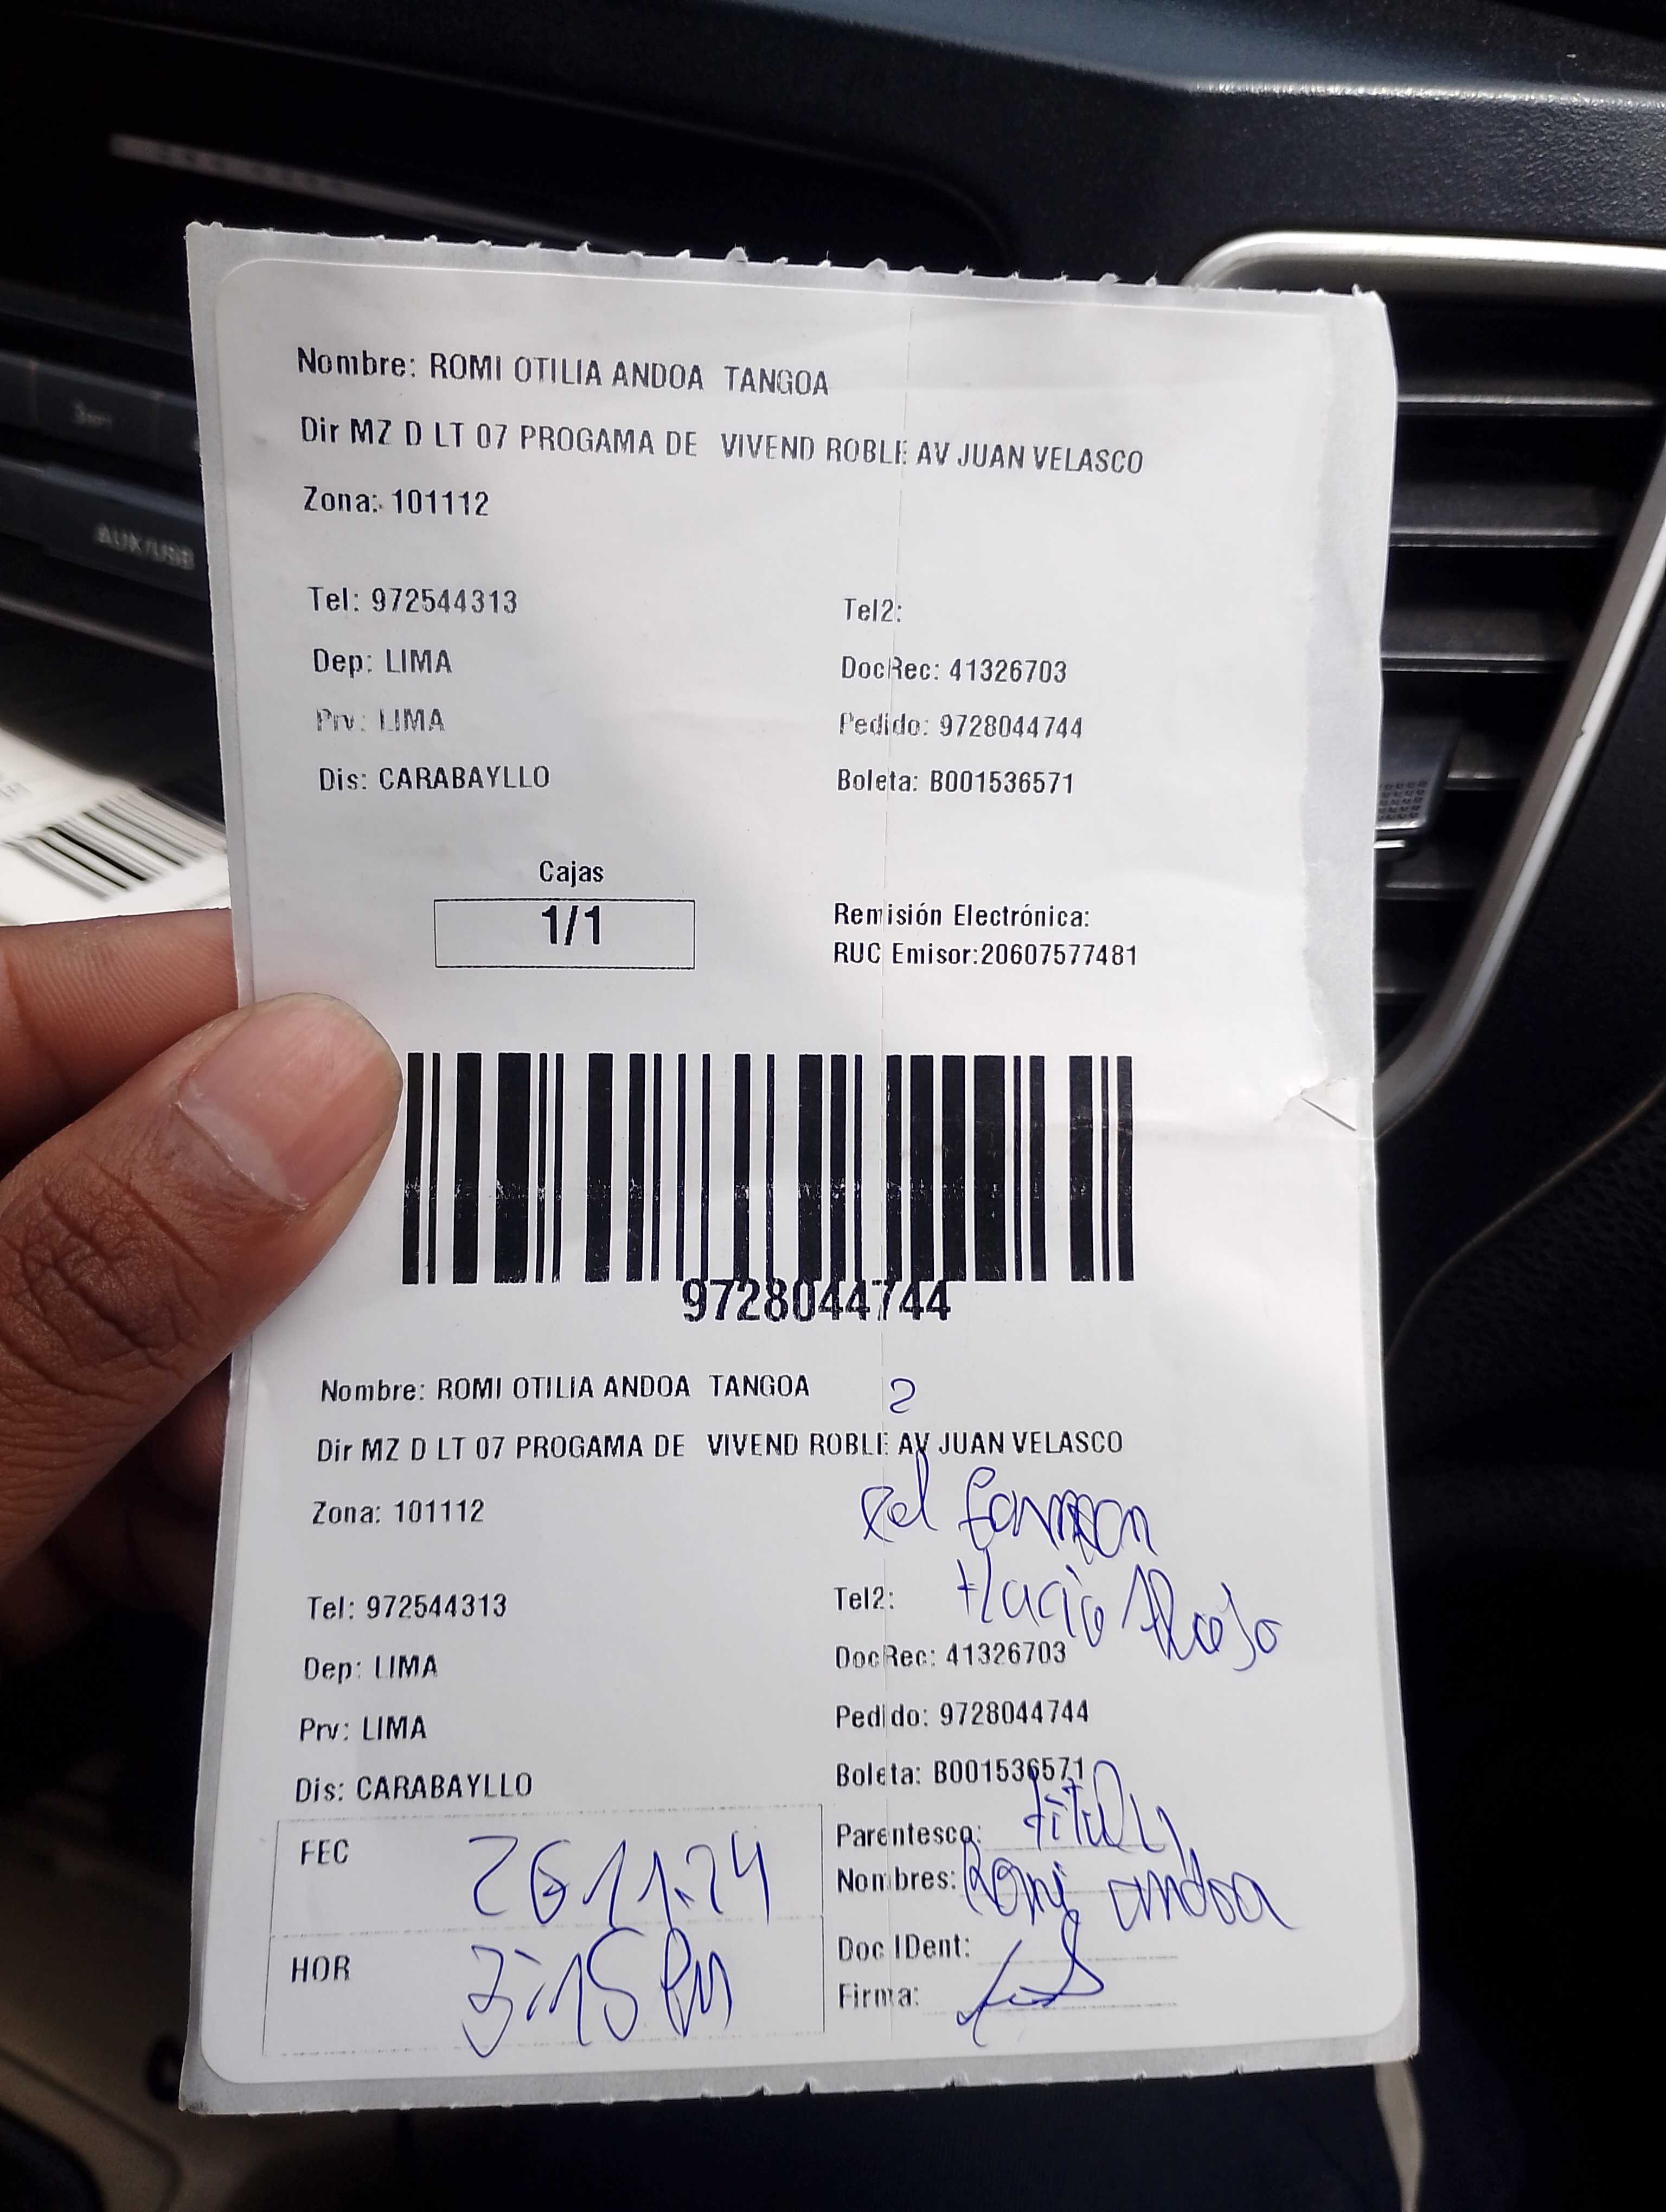 AUX/USB
Nombre: ROMI OTILIA ANDOA TANGOA
Dir MZ D LT 07 PROGAMA DE VIVEND ROBLE AV JUAN VELASCO
Zona: 101112
Tel: 972544313 Tel2:
Dep: LIMA DocRec: 41326703
Prv: LIMA Pedido: 9728044744
Dis: CARABAYLLO Boleta: B001536571
Cajas
1/1
Remisión Electrónica:
RUC Emisor:20607577481
9728044744
Nombre: ROMI OTILIA ANDOA TANGOA 2
Dir MZ D LT 07 PROGAMA DE VIVEND ROBLE AV JUAN VELASCO
Zona: 101112
Tel: 972544313 Tel2:
Dep: LIMA DocRec: 41326703
Prv: LIMA Pedido: 9728044744
Dis: CARABAYLLO Boleta: B001536571
FEC 26.11.24
HOR 3:15 Pm
Parentesco:
Nombres: Romi andoa
Doc IDent:
Firma: